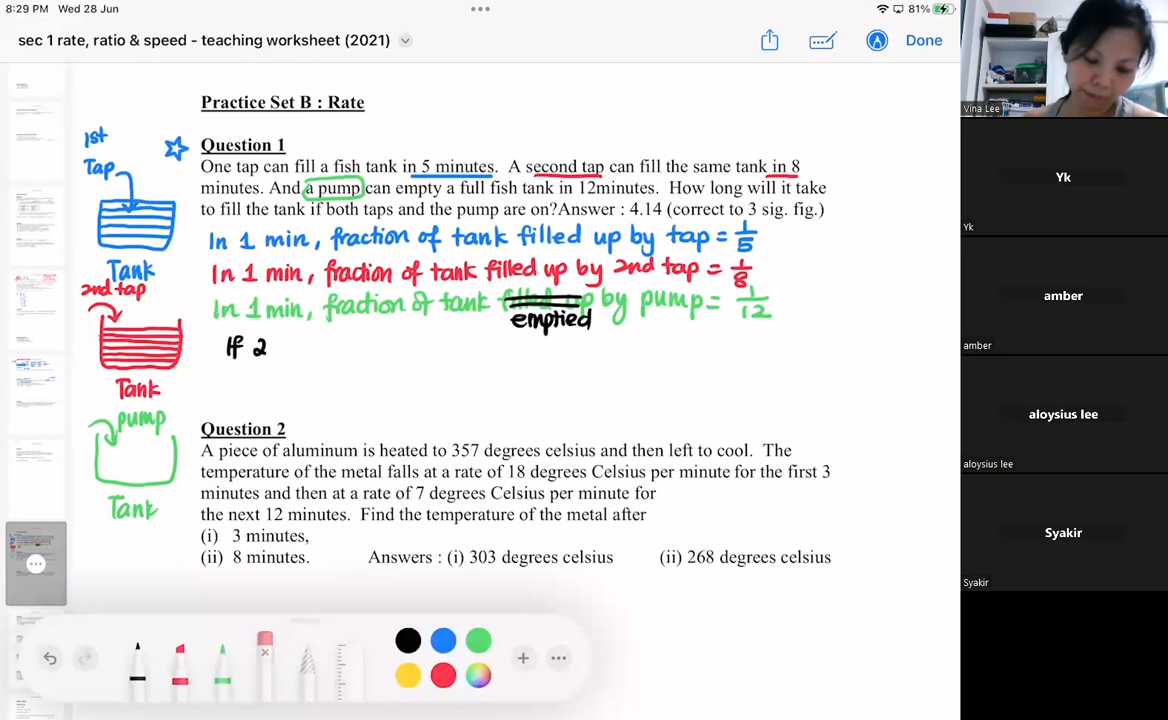 8:29 PM Wed 28 Jun
81%
sec 1 rate, ratio & speed - teaching worksheet (2021)
Done
Practice Set B : Rate
1st
Tap
Tank
2nd tap
Tank
pump
Tank
Question 1
One tap can fill a fish tank in 5 minutes. A second tap can fill the same tank in 8
minutes. And a pump can empty a full fish tank in 12minutes. How long will it take
to fill the tank if both taps and the pump are on?Answer : 4.14 (correct to 3 sig. fig.)
In 1 min, fraction of tank filled up by tap = 1/5
In 1 min, fraction of tank filled up by 2nd tap = 1/8
In 1 min, fraction of tank filled up by pump = 1/12
emptied
If 2
Question 2
A piece of aluminum is heated to 357 degrees celsius and then left to cool. The
temperature of the metal falls at a rate of 18 degrees Celsius per minute for the first 3
minutes and then at a rate of 7 degrees Celsius per minute for
the next 12 minutes. Find the temperature of the metal after
(i) 3 minutes,
(ii) 8 minutes. Answers : (i) 303 degrees celsius (ii) 268 degrees celsius
Vina Lee
Yk
Yk
amber
amber
aloysius lee
aloysius lee
Syakir
Syakir